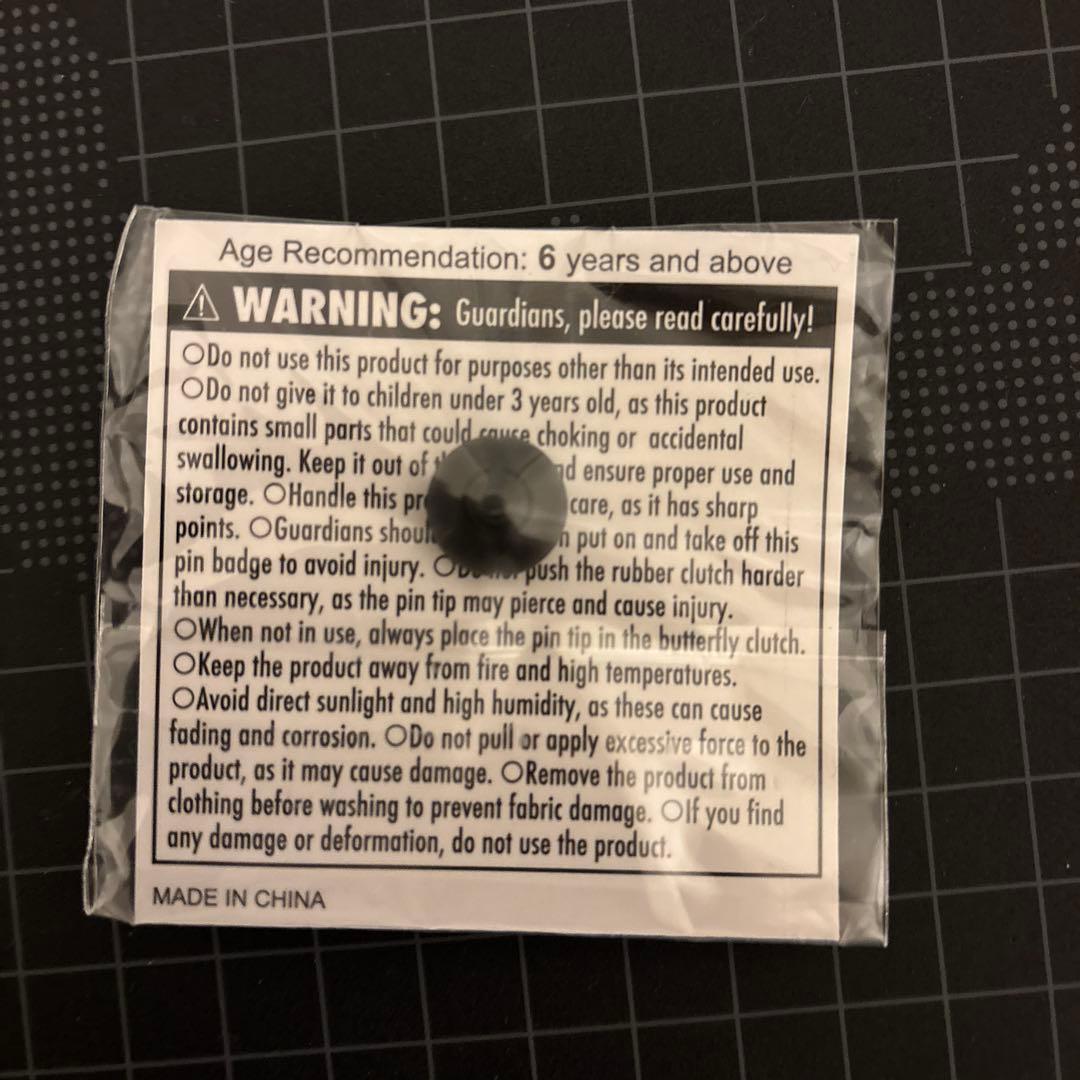 Age Recommendation: 6 years and above
WARNING: Guardians, please read carefully!
○Do not use this product for purposes other than its intended use.
○Do not give it to children under 3 years old, as this product
contains small parts that could cause choking or accidental
swallowing. Keep it out of ensure proper use and
storage. ○Handle this care, as it has sharp
points. ○Guardians put on and take off this
pin badge to avoid injury. ○Do not push the rubber clutch harder
than necessary, as the pin tip may pierce and cause injury.
○When not in use, always place the pin tip in the butterfly clutch.
○Keep the product away from fire and high temperatures.
○Avoid direct sunlight and high humidity, as these can cause
fading and corrosion. ○Do not pull or apply excessive force to the
product, as it may cause damage. ○Remove the product from
clothing before washing to prevent fabric damage. ○If you find
any damage or deformation, do not use the product.
MADE IN CHINA